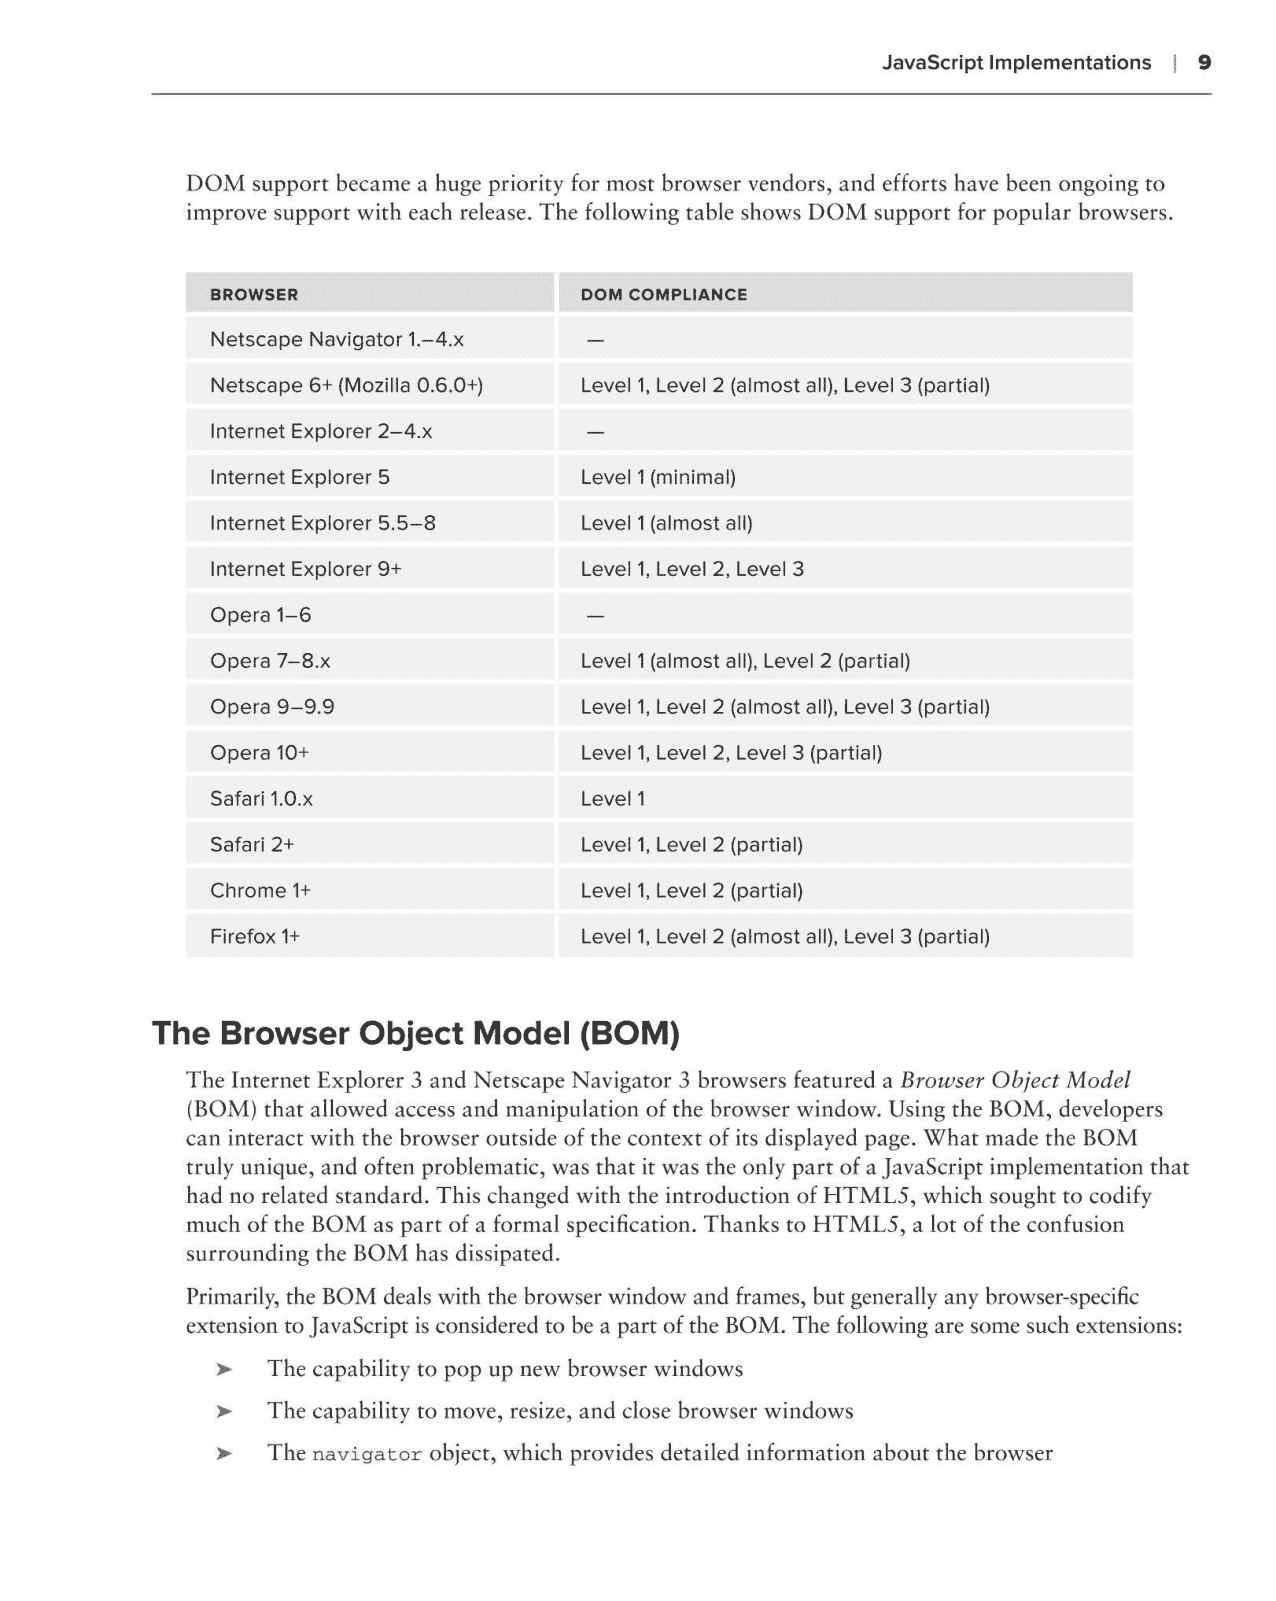 JavaScript Implementations | 9
DOM support became a huge priority for most browser vendors, and efforts have been ongoing to
improve support with each release. The following table shows DOM support for popular browsers.
BROWSER DOM COMPLIANCE
Netscape Navigator 1.–4.x —
Netscape 6+ (Mozilla 0.6.0+) Level 1, Level 2 (almost all), Level 3 (partial)
Internet Explorer 2–4.x —
Internet Explorer 5 Level 1 (minimal)
Internet Explorer 5.5–8 Level 1 (almost all)
Internet Explorer 9+ Level 1, Level 2, Level 3
Opera 1–6 —
Opera 7–8.x Level 1 (almost all), Level 2 (partial)
Opera 9–9.9 Level 1, Level 2 (almost all), Level 3 (partial)
Opera 10+ Level 1, Level 2, Level 3 (partial)
Safari 1.0.x Level 1
Safari 2+ Level 1, Level 2 (partial)
Chrome 1+ Level 1, Level 2 (partial)
Firefox 1+ Level 1, Level 2 (almost all), Level 3 (partial)
The Browser Object Model (BOM)
The Internet Explorer 3 and Netscape Navigator 3 browsers featured a Browser Object Model
(BOM) that allowed access and manipulation of the browser window. Using the BOM, developers
can interact with the browser outside of the context of its displayed page. What made the BOM
truly unique, and often problematic, was that it was the only part of a JavaScript implementation that
had no related standard. This changed with the introduction of HTML5, which sought to codify
much of the BOM as part of a formal specification. Thanks to HTML5, a lot of the confusion
surrounding the BOM has dissipated.
Primarily, the BOM deals with the browser window and frames, but generally any browser-specific
extension to JavaScript is considered to be a part of the BOM. The following are some such extensions:
➤ The capability to pop up new browser windows
➤ The capability to move, resize, and close browser windows
➤ The navigator object, which provides detailed information about the browser